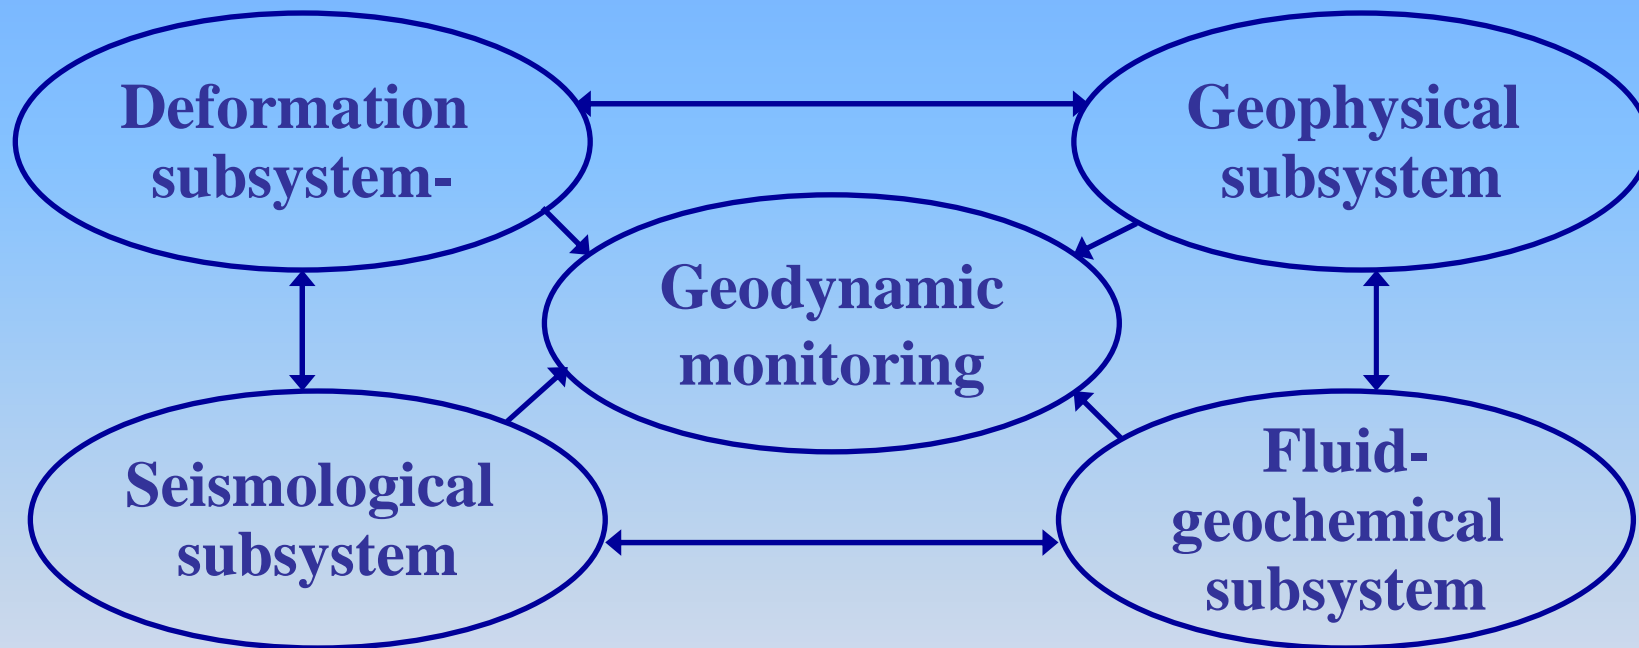 Deformation
subsystem-
Geophysical
subsystem
Geodynamic
monitoring
Seismological
subsystem
Fluid-
geochemical
subsystem